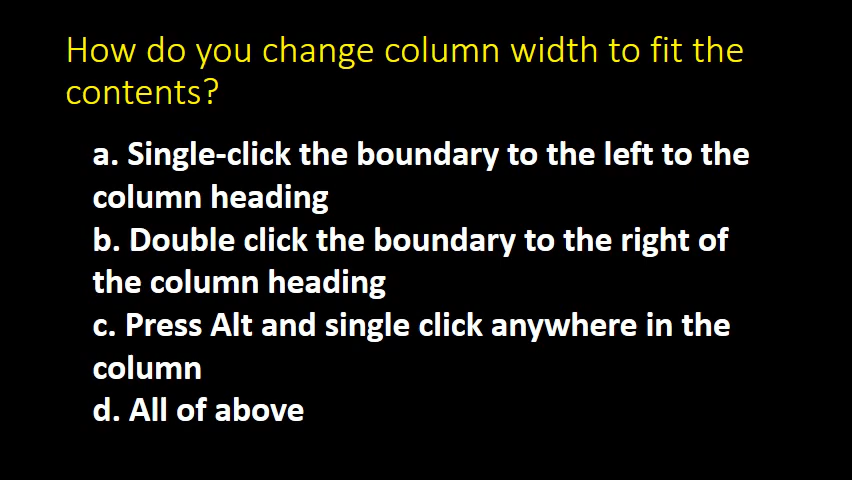 How do you change column width to fit the
contents?
a. Single-click the boundary to the left to the
column heading
b. Double click the boundary to the right of
the column heading
c. Press Alt and single click anywhere in the
column
d. All of above